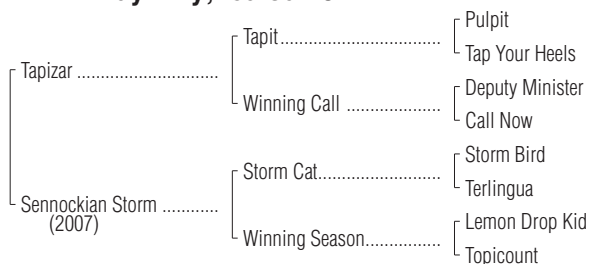 Pulpit
Tapit........................................
Tap Your Heels
Tapizar ............................
Deputy Minister
Winning Call .......................
Call Now
Storm Bird
Storm Cat...............................
Terlingua
Sennockian Storm ............
(2007)
Lemon Drop Kid
Winning Season...................
Topicount